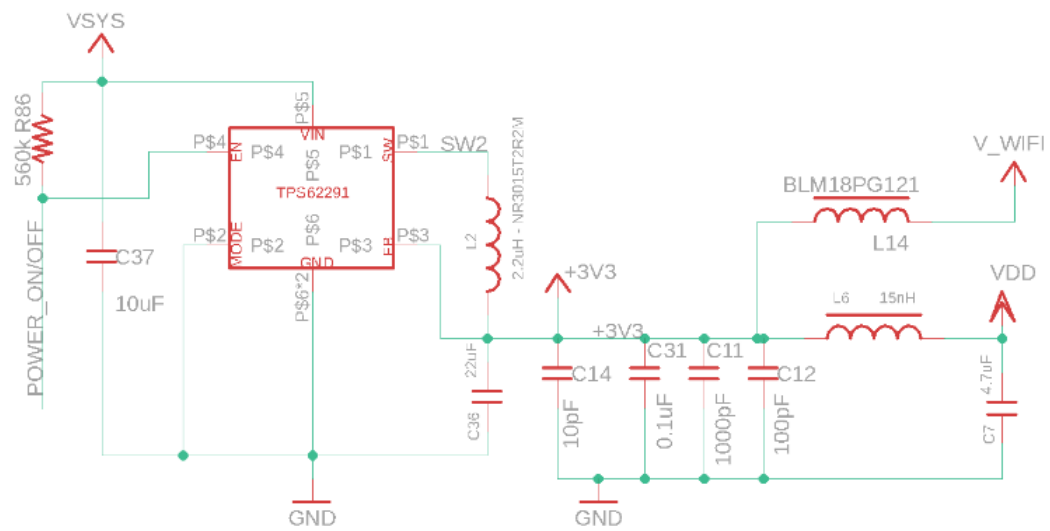 VSYS
560k R86
P$4
EN
P$4
P$5
VIN
P$5
P$1
SW
P$1
SW2
TPS62291
P$2
MODE
P$2
P$6
GND
P$6*2
P$3
FB
P$3
L2
2.2uH - NR3015T2R2M
C37
10uF
POWER_ON/OFF
V_WIFI
BLM18PG121
L14
+3V3
VDD
L6
15nH
+3V3
22uF
C36
C14
10pF
C31
0.1uF
C11
1000pF
C12
100pF
4.7uF
C7
GND
GND